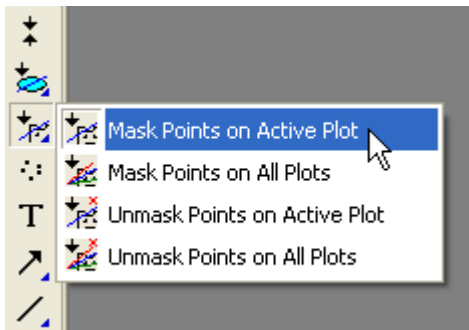 Mask Points on Active Plot
Mask Points on All Plots
T
Unmask Points on Active Plot
Unmask Points on All Plots